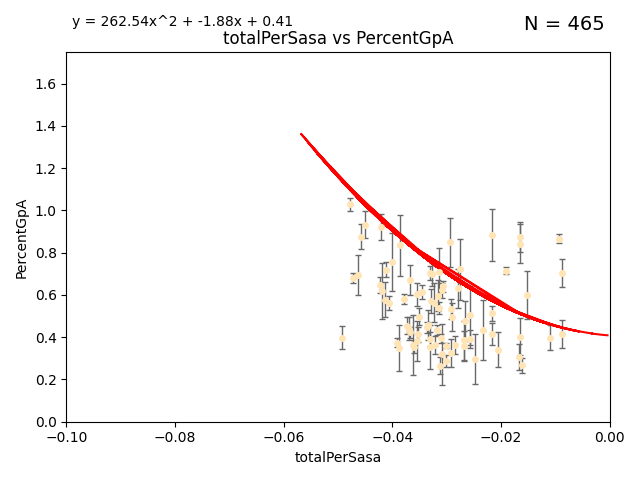 y = 262.54x^2 + -1.88x + 0.41
N = 465
totalPerSasa vs PercentGpA
1.6
1.4
1.2
1.0
0.8
0.6
0.4
0.2
0.0
PercentGpA
−0.10 −0.08 −0.06 −0.04 −0.02 0.00
totalPerSasa